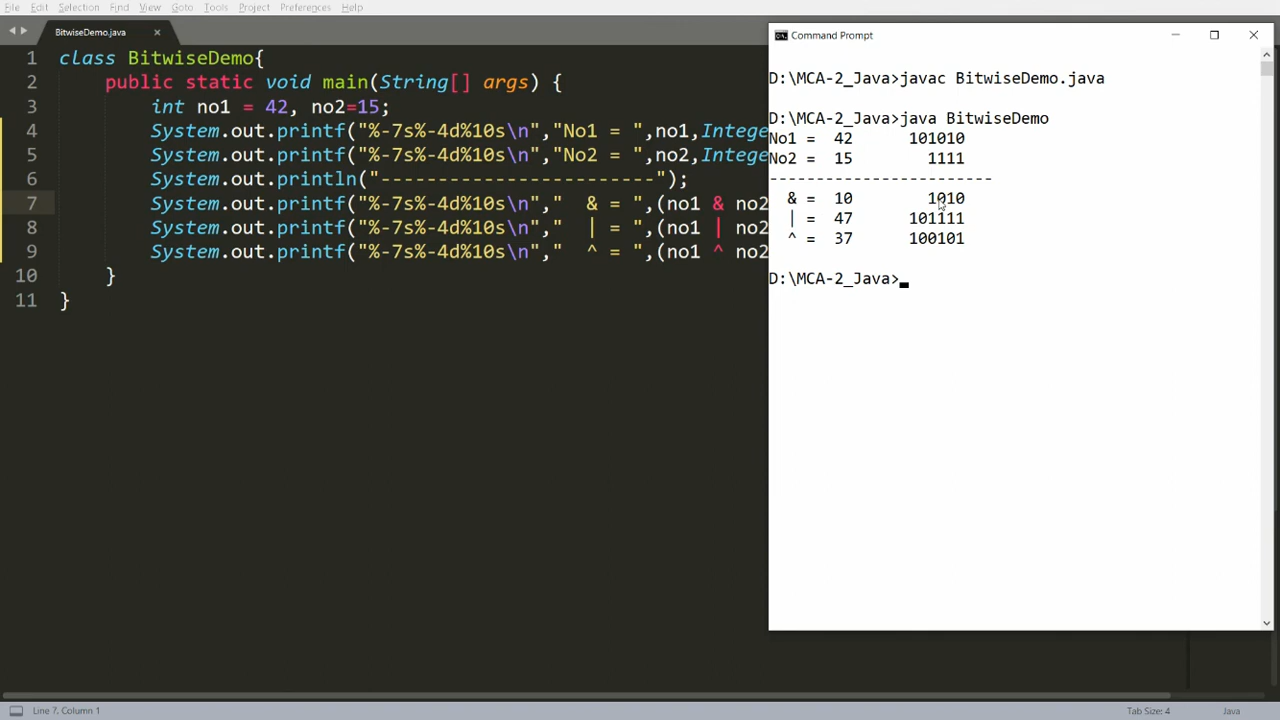 File Edit Selection Find View Goto Tools Project Preferences Help
BitwiseDemo.java
1 class BitwiseDemo{
2 public static void main(String[] args) {
3 int no1 = 42, no2=15;
4 System.out.printf("%-7s%-4d%10s\n","No1 = ",no1,Intege
5 System.out.printf("%-7s%-4d%10s\n","No2 = ",no2,Intege
6 System.out.println("------------------------");
7 System.out.printf("%-7s%-4d%10s\n","  & = ",(no1 & no2
8 System.out.printf("%-7s%-4d%10s\n","  | = ",(no1 | no2
9 System.out.printf("%-7s%-4d%10s\n","  ^ = ",(no1 ^ no2
10 }
11 }
Line 7, Column 1
Tab Size: 4
Java
Command Prompt
D:\MCA-2_Java>javac BitwiseDemo.java
D:\MCA-2_Java>java BitwiseDemo
No1 =  42      101010
No2 =  15        1111
------------------------
  & =  10        1010
  | =  47      101111
  ^ =  37      100101
D:\MCA-2_Java>